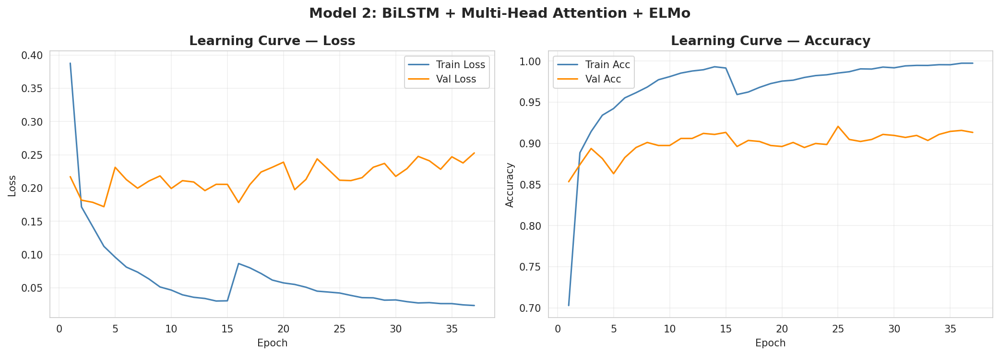 Model 2: BiLSTM + Multi-Head Attention + ELMo
Learning Curve — Loss
Train Loss
Val Loss
0.40
0.35
0.30
0.25
0.20
0.15
0.10
0.05
Loss
0
5
10
15
20
25
30
35
Epoch
Learning Curve — Accuracy
Train Acc
Val Acc
1.00
0.95
0.90
0.85
0.80
0.75
0.70
Accuracy
0
5
10
15
20
25
30
35
Epoch